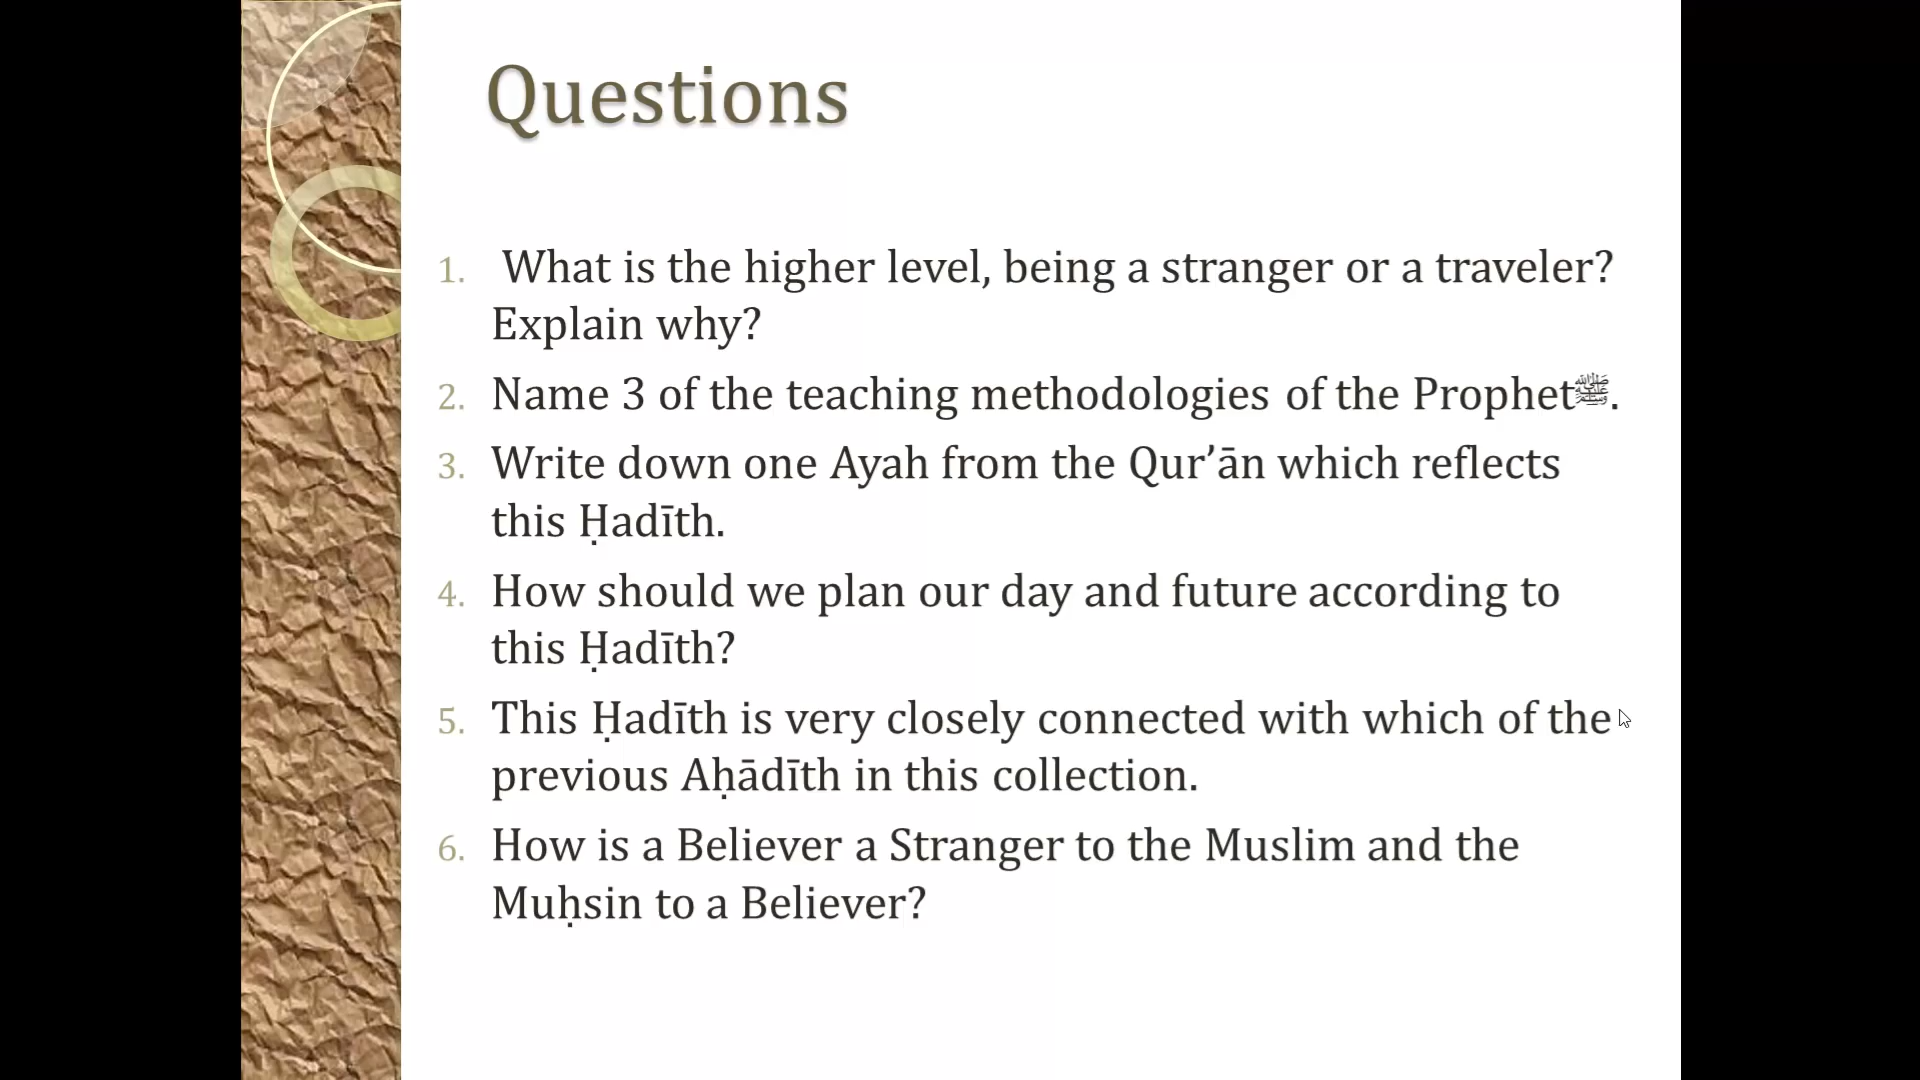 Questions
1. What is the higher level, being a stranger or a traveler?
Explain why?
2. Name 3 of the teaching methodologies of the Prophetﷺ.
3. Write down one Ayah from the Qur’ān which reflects
this Ḥadīth.
4. How should we plan our day and future according to
this Ḥadīth?
5. This Ḥadīth is very closely connected with which of the
previous Aḥādīth in this collection.
6. How is a Believer a Stranger to the Muslim and the
Muḥsin to a Believer?